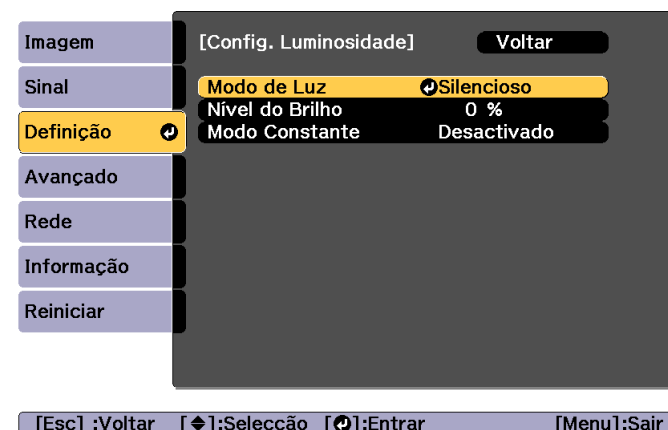 Imagem
Sinal
Definição
Avançado
Rede
Informação
Reiniciar
[Config. Luminosidade] Voltar
Modo de Luz Silencioso
Nível do Brilho 0 %
Modo Constante Desactivado
[Esc] :Voltar [ ]:Selecção [ ]:Entrar [Menu]:Sair